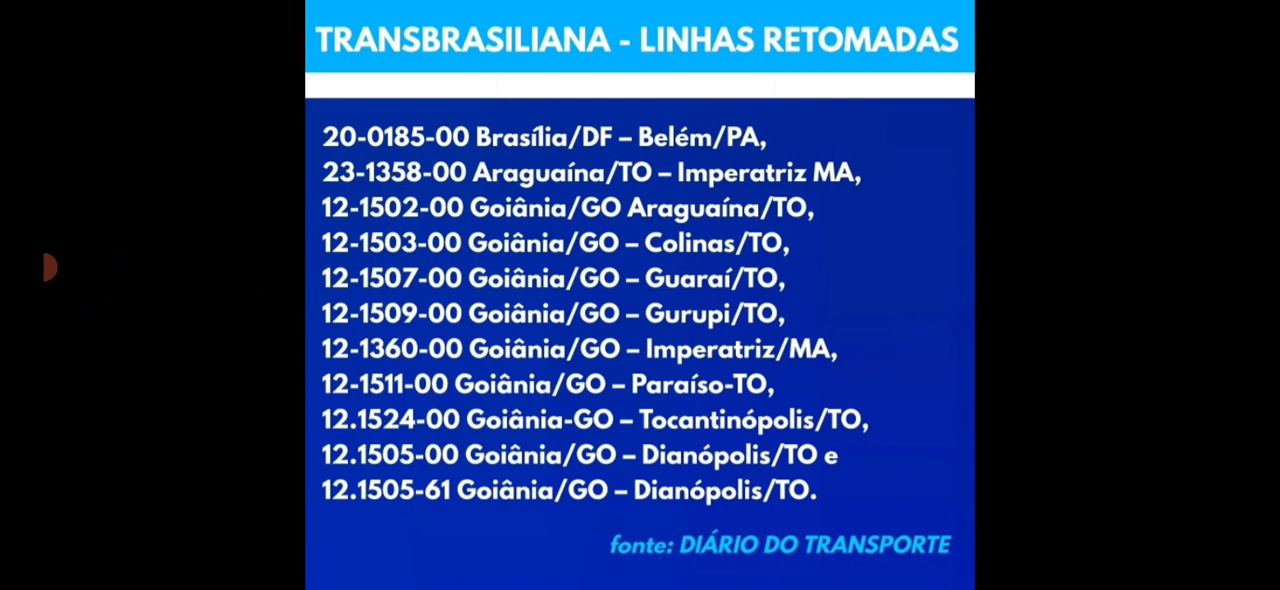 TRANSBRASILIANA - LINHAS RETOMADAS
20-0185-00 Brasília/DF – Belém/PA,
23-1358-00 Araguaína/TO – Imperatriz MA,
12-1502-00 Goiânia/GO Araguaína/TO,
12-1503-00 Goiânia/GO – Colinas/TO,
12-1507-00 Goiânia/GO – Guaraí/TO,
12-1509-00 Goiânia/GO – Gurupi/TO,
12-1360-00 Goiânia/GO – Imperatriz/MA,
12-1511-00 Goiânia/GO – Paraíso-TO,
12.1524-00 Goiânia-GO – Tocantinópolis/TO,
12.1505-00 Goiânia/GO – Dianópolis/TO e
12.1505-61 Goiânia/GO – Dianópolis/TO.
fonte: DIÁRIO DO TRANSPORTE